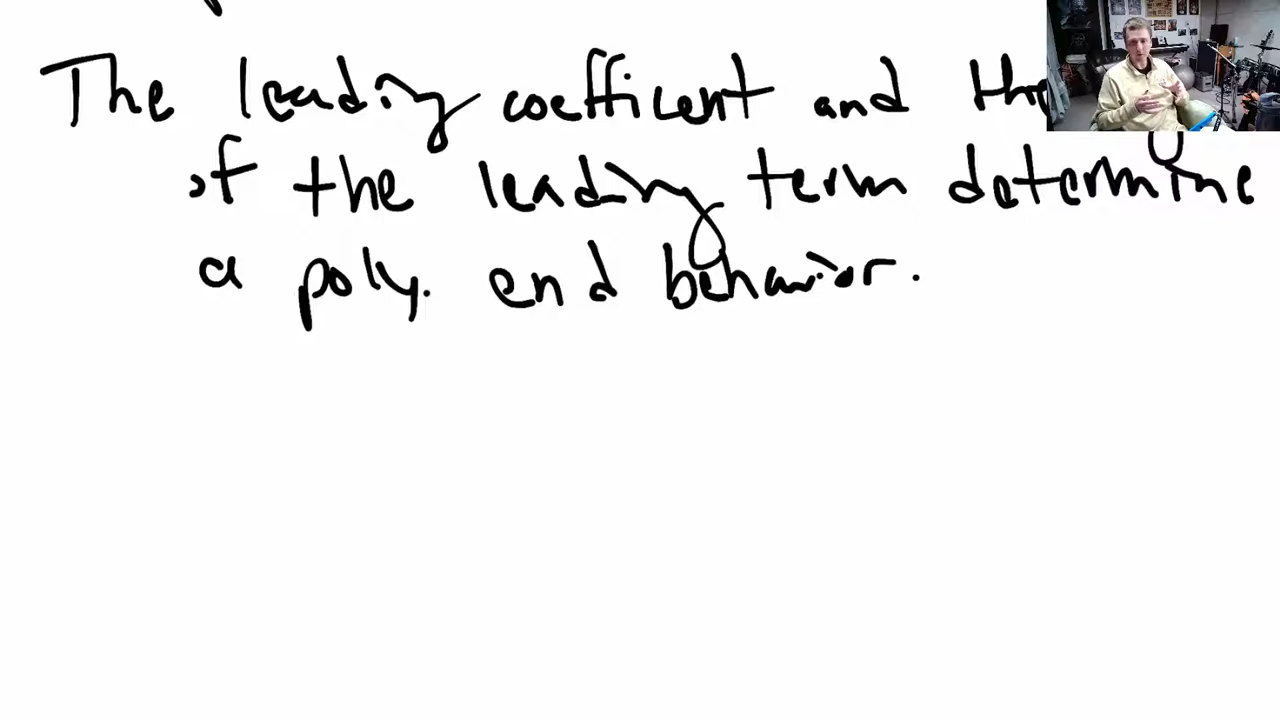 The leading coefficent and the
of the leading term determine
a poly. end behavior.